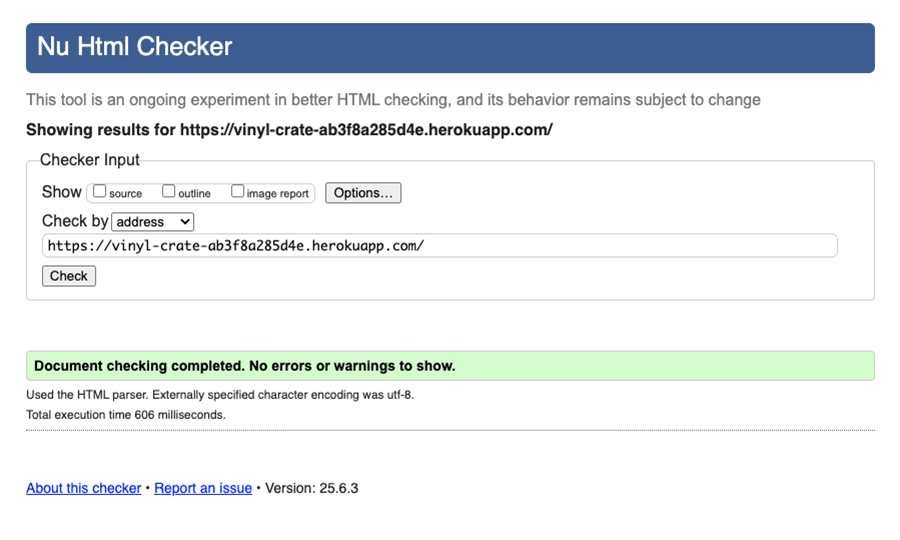 Nu Html Checker
This tool is an ongoing experiment in better HTML checking, and its behavior remains subject to change
Showing results for https://vinyl-crate-ab3f8a285d4e.herokuapp.com/
Checker Input
Show source outline image report Options...
Check by address
https://vinyl-crate-ab3f8a285d4e.herokuapp.com/
Check
Document checking completed. No errors or warnings to show.
Used the HTML parser. Externally specified character encoding was utf-8.
Total execution time 606 milliseconds.
About this checker • Report an issue • Version: 25.6.3